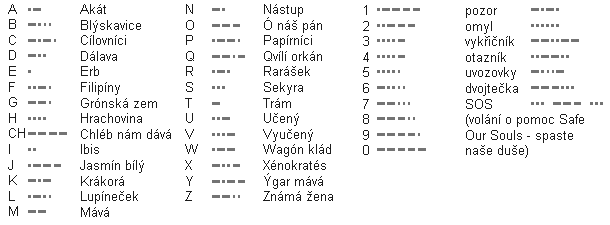 A Akát N Nástup 1 pozor
B Blýskavice O Ó náš pán 2 omyl
C Cílovníci P Papírníci 3 vykřičník
D Dálava Q Qvílí orkán 4 otazník
E Erb R Rarášek 5 uvozovky
F Filipíny S Sekyra 6 dvojtečka
G Grónská zem T Trám 7 SOS
H Hrachovina U Učený 8 (volání o pomoc Safe
CH Chléb nám dává V Vyučený 9 Our Souls - spaste
I Ibis W Wagón klád 0 naše duše)
J Jasmín bílý X Xénokratés
K Krákorá Y Ýgar mává
L Lupíneček Z Známá žena
M Mává